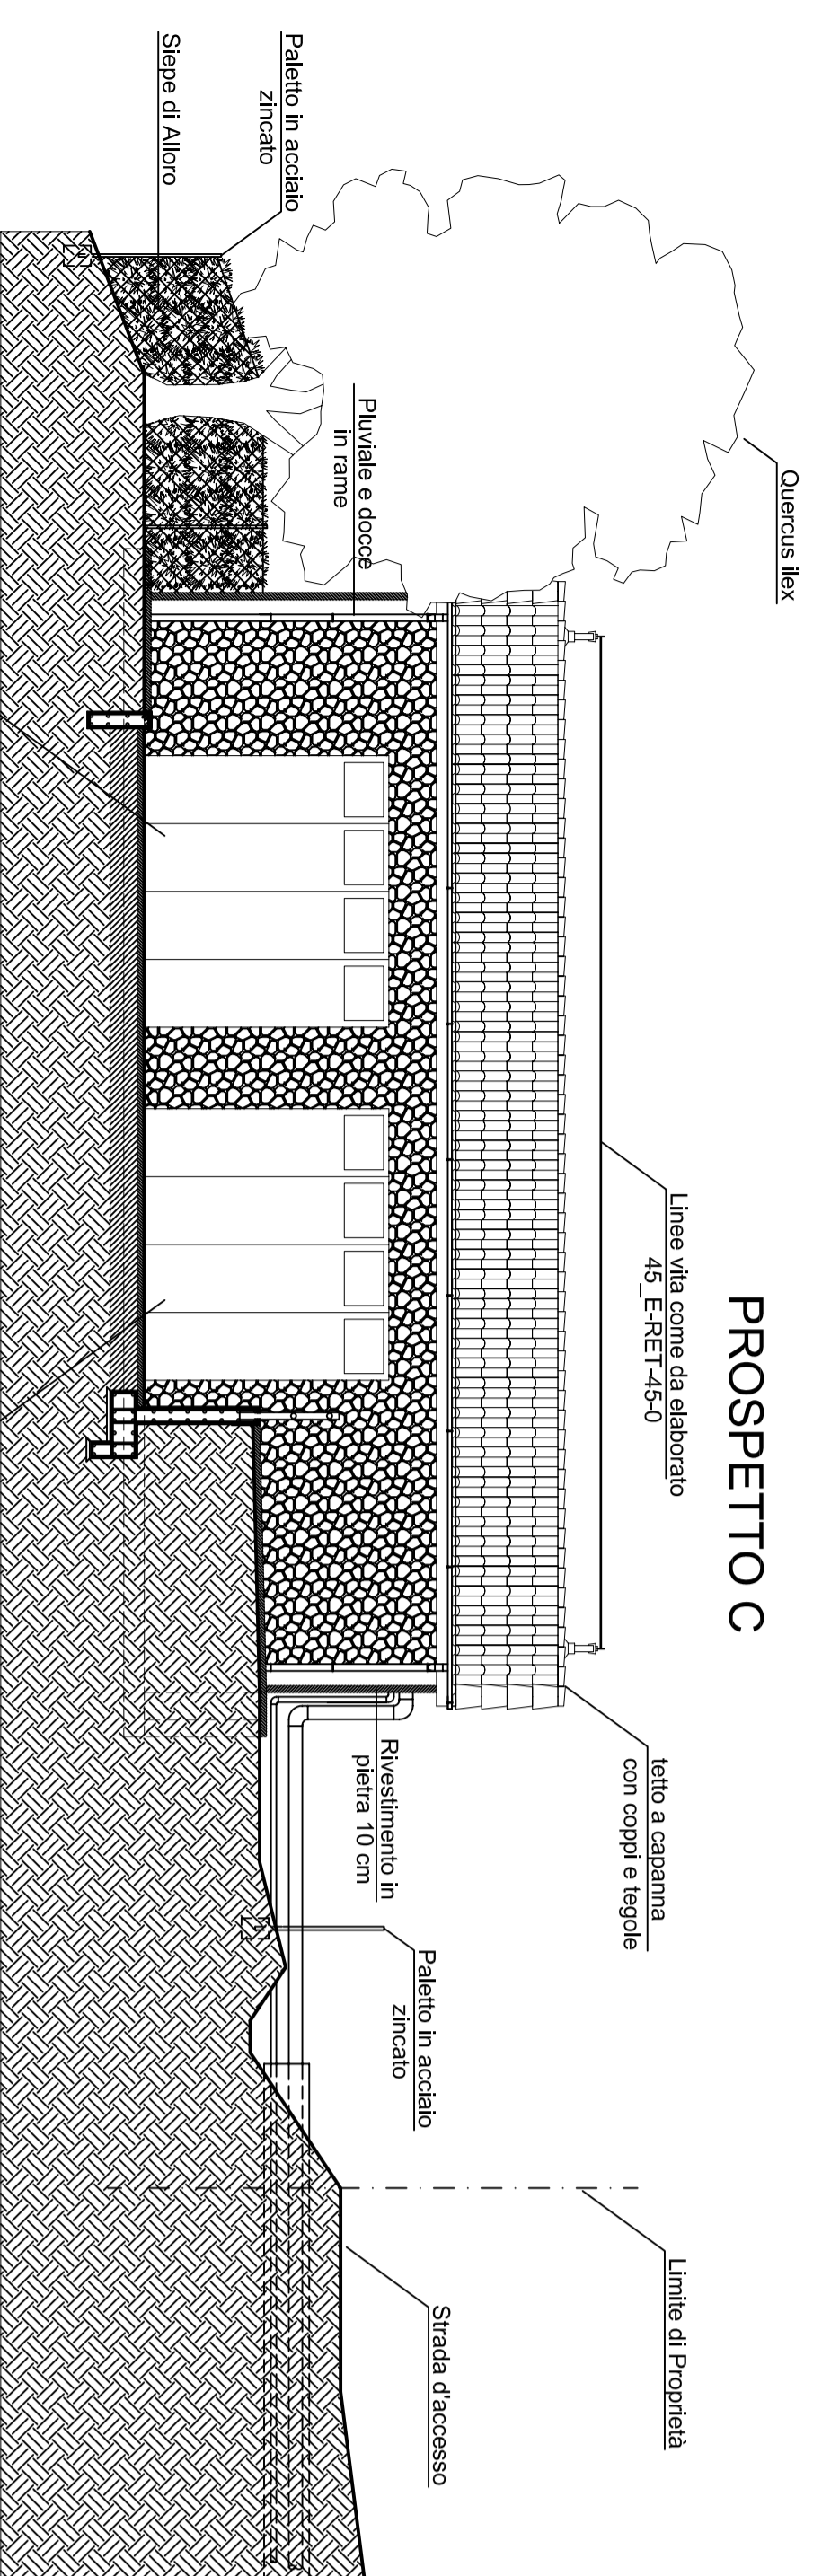 PROSPETTO C
Quercus ilex
Paletto in acciaio
zincato
Siepe di Alloro
Pluviale e docce
in rame
Linee vita come da elaborato
45_E-RET-45-0
tetto a capanna
con coppi e tegole
Rivestimento in
pietra 10 cm
Paletto in acciaio
zincato
Limite di Proprietà
Strada d'accesso